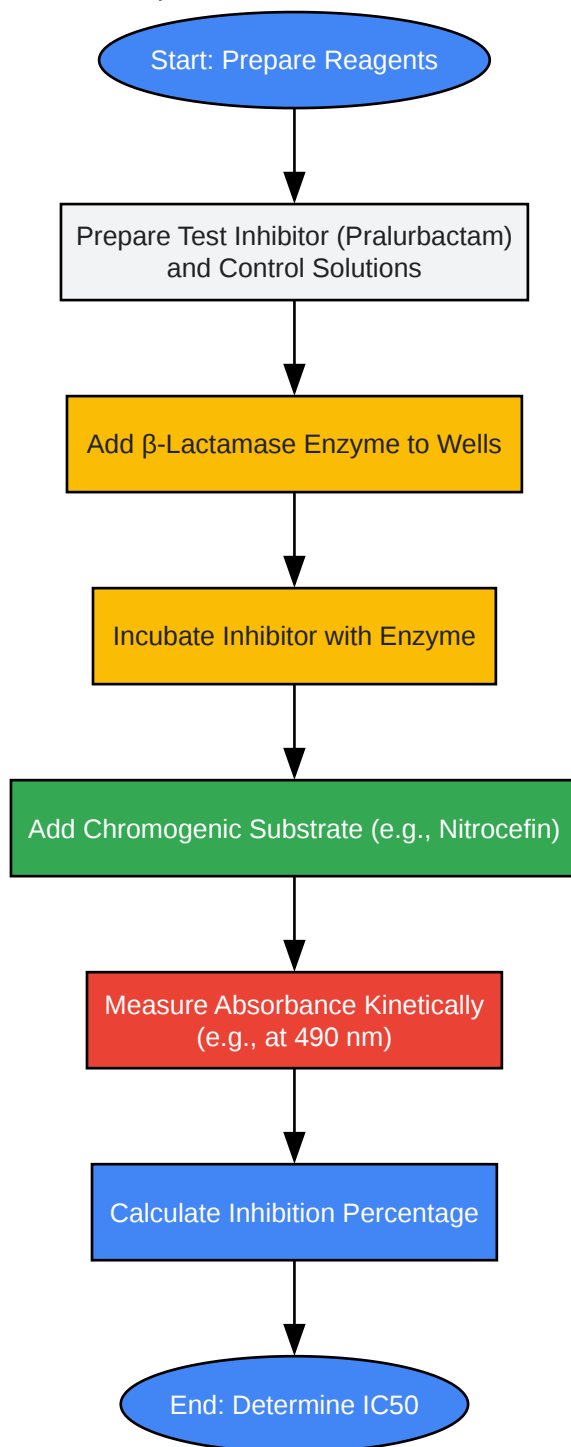 Start: Prepare Reagents
Prepare Test Inhibitor (Pralurbactam)
and Control Solutions
Add β-Lactamase Enzyme to Wells
Incubate Inhibitor with Enzyme
Add Chromogenic Substrate (e.g., Nitrocefin)
Measure Absorbance Kinetically
(e.g., at 490 nm)
Calculate Inhibition Percentage
End: Determine IC50